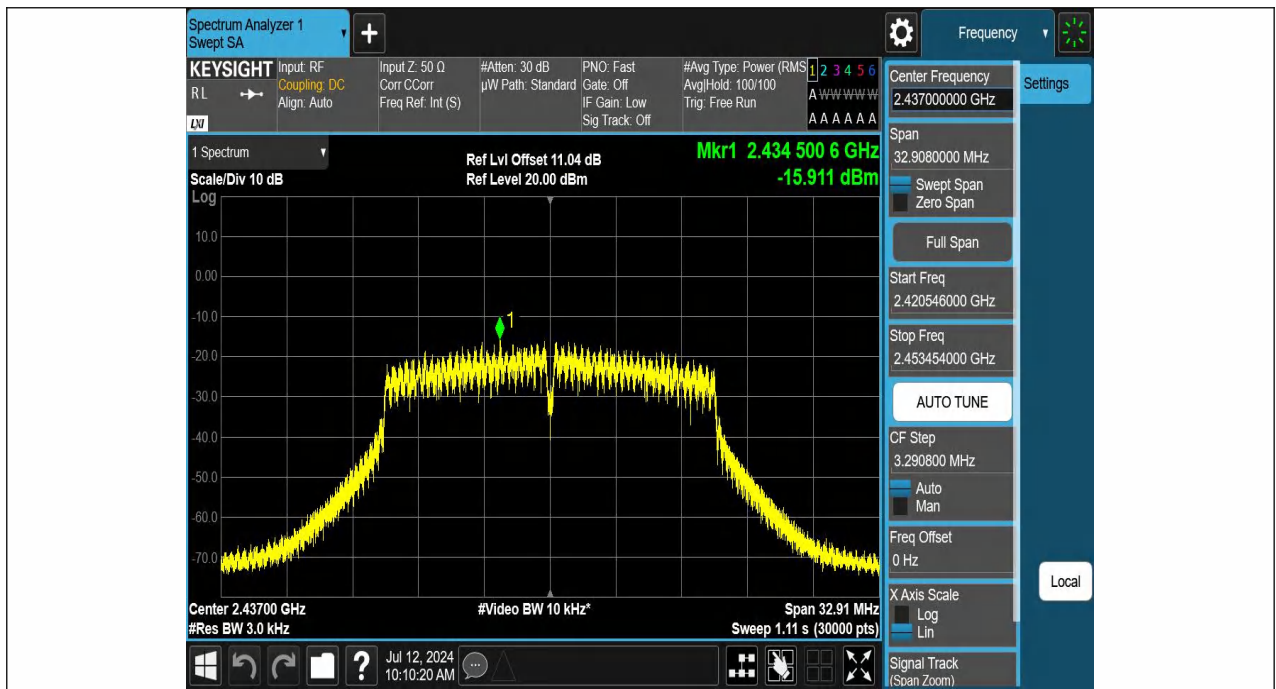 Spectrum Analyzer 1
Swept SA
+
Frequency
KEYSIGHT
R L
LXI
Input: RF
Coupling: DC
Align: Auto
Input Z: 50 Ω
Corr CCorr
Freq Ref: Int (S)
#Atten: 30 dB
µW Path: Standard
PNO: Fast
Gate: Off
IF Gain: Low
Sig Track: Off
#Avg Type: Power (RMS
Avg|Hold: 100/100
Trig: Free Run
1 2 3 4 5 6
A W W W W W
A A A A A A
1 Spectrum
Scale/Div 10 dB
Ref Lvl Offset 11.04 dB
Ref Level 20.00 dBm
Mkr1 2.434 500 6 GHz
-15.911 dBm
Log
10.0
0.00
-10.0
-20.0
-30.0
-40.0
-50.0
-60.0
-70.0
1
Center 2.43700 GHz
#Res BW 3.0 kHz
#Video BW 10 kHz*
Span 32.91 MHz
Sweep 1.11 s (30000 pts)
?
Jul 12, 2024
10:10:20 AM
Center Frequency
2.437000000 GHz
Settings
Span
32.9080000 MHz
Swept Span
Zero Span
Full Span
Start Freq
2.420546000 GHz
Stop Freq
2.453454000 GHz
AUTO TUNE
CF Step
3.290800 MHz
Auto
Man
Freq Offset
0 Hz
Local
X Axis Scale
Log
Lin
Signal Track
(Span Zoom)